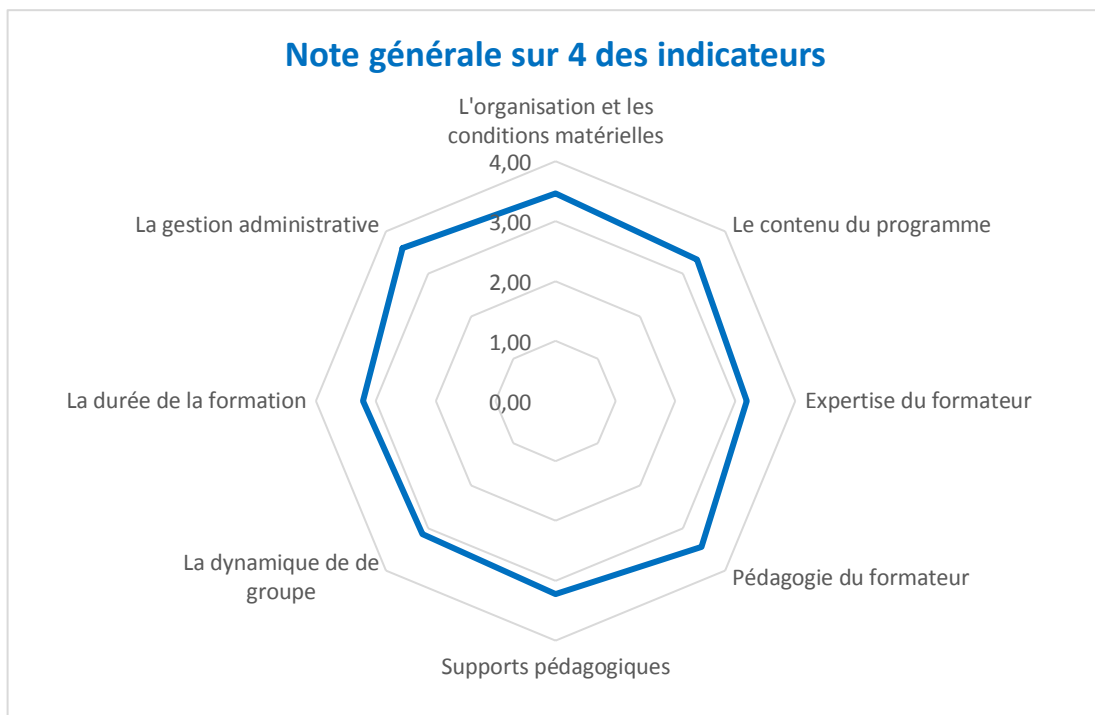 Note générale sur 4 des indicateurs
L'organisation et les
conditions matérielles
4,00
La gestion administrative
3,00
Le contenu du programme
2,00
1,00
La durée de la formation
0,00
Expertise du formateur
La dynamique de de
groupe
Pédagogie du formateur
Supports pédagogiques